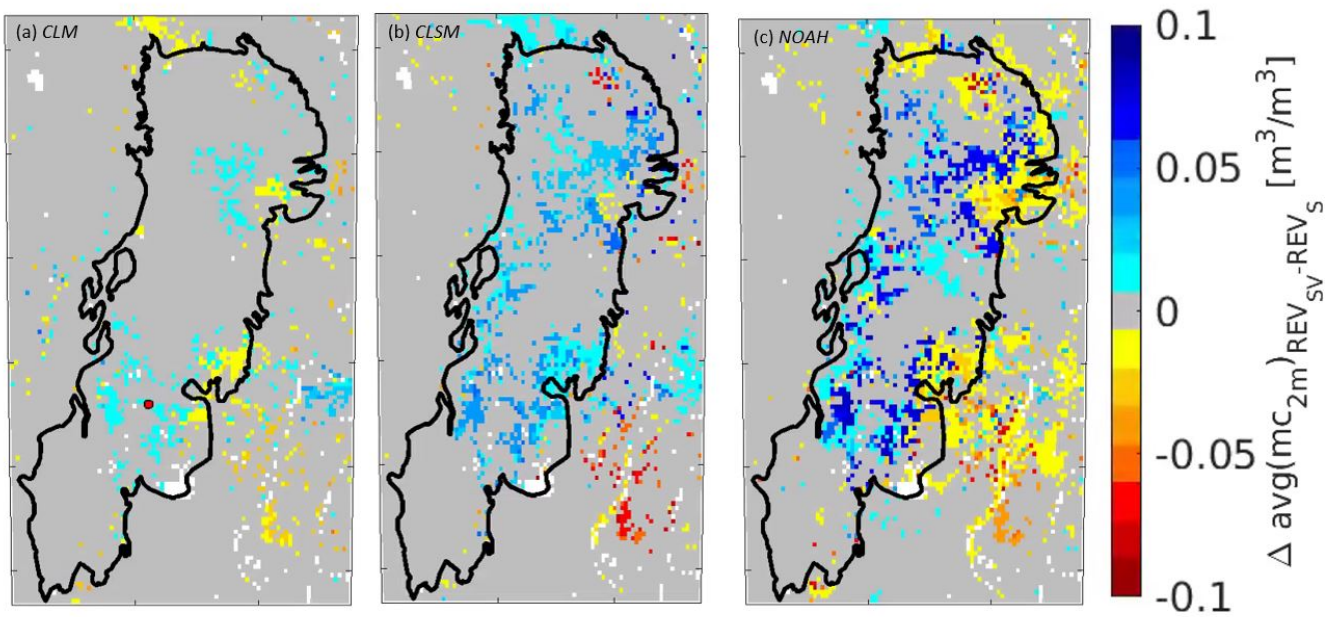 (a) CLM
(b) CLSM
(c) NOAH
0.1
0.05
0
-0.05
-0.1
Δ avg(mc2m)REVSV-REVS [m3/m3]